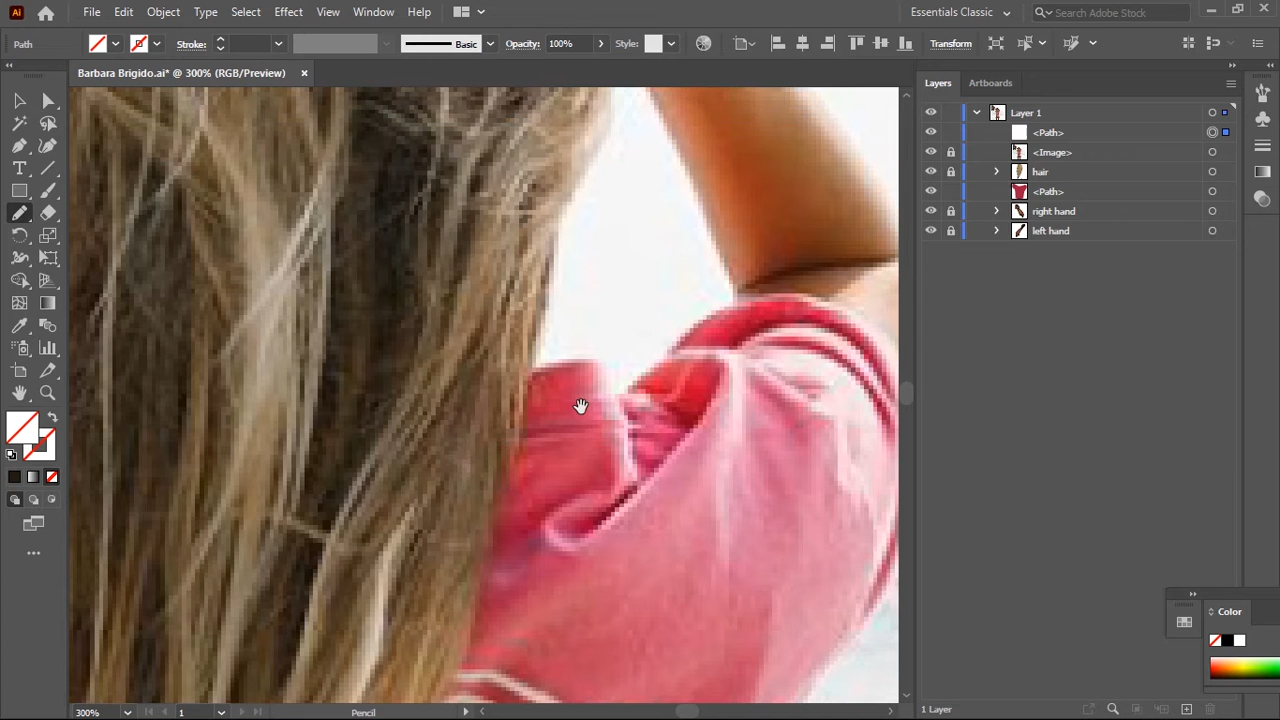 Ai File Edit Object Type Select Effect View Window Help Essentials Classic Search Adobe Stock
Path Stroke: Basic Opacity: 100% Style: Transform
Barbara Brigido.ai* @ 300% (RGB/Preview) Layers Artboards
Layer 1
<Path>
<Image>
hair
<Path>
right hand
left hand
Color
300% 1 Pencil 1 Layer